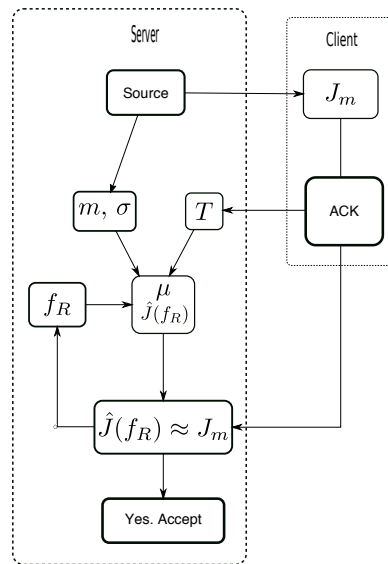 Server
Client
Source
J_m
m, σ
T
ACK
f_R
μ
Ĵ(f_R)
Ĵ(f_R) ≈ J_m
Yes. Accept